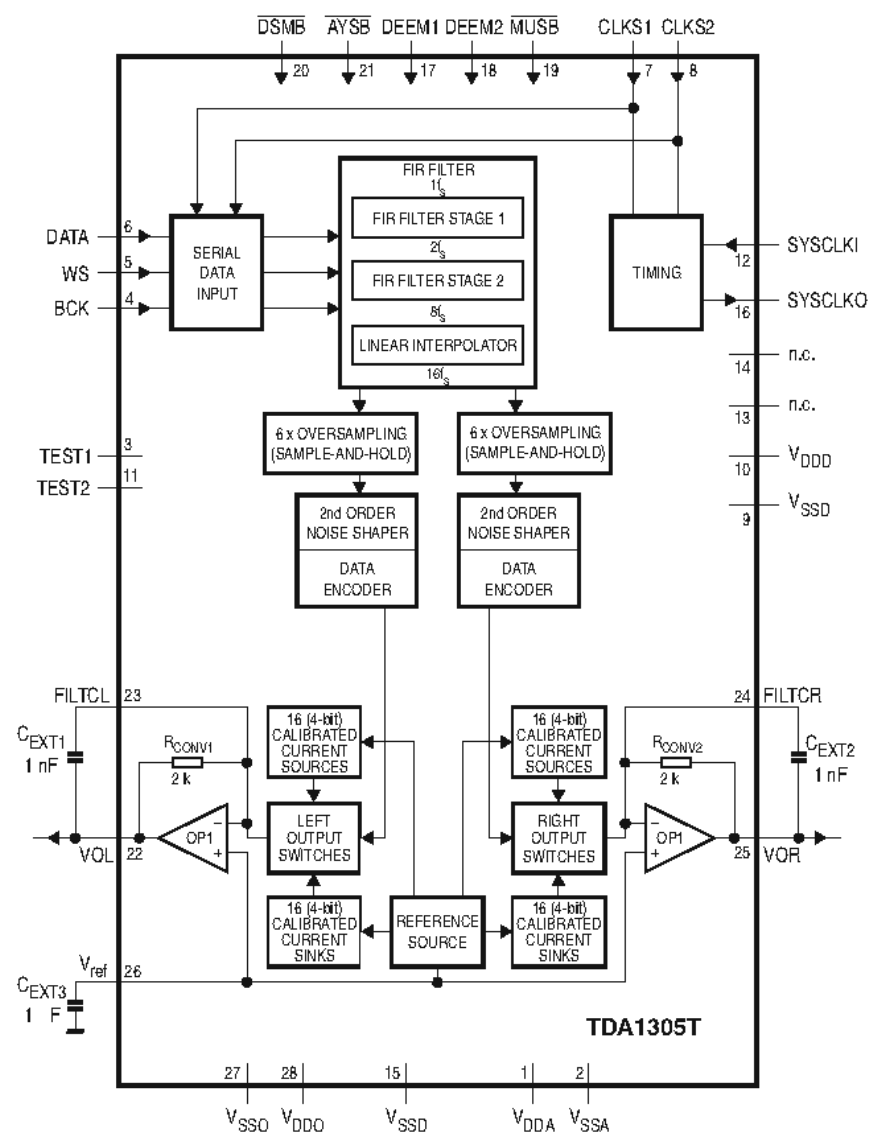 DSMB AYSB DEEM1 DEEM2 MUSB CLKS1 CLKS2
20 21 17 18 19 7 8
FIR FILTER
1fs
FIR FILTER STAGE 1
2fs
FIR FILTER STAGE 2
8fs
LINEAR INTERPOLATOR
16fs
DATA 6
WS 5
BCK 4
SERIAL
DATA
INPUT
TIMING
SYSCLKI
12
SYSCLKO
16
n.c.
14
n.c.
13
VDDD
10
VSSD
9
TEST1 3
TEST2 11
6 x OVERSAMPLING
(SAMPLE-AND-HOLD)
6 x OVERSAMPLING
(SAMPLE-AND-HOLD)
2nd ORDER
NOISE SHAPER
DATA
ENCODER
2nd ORDER
NOISE SHAPER
DATA
ENCODER
FILTCL 23
CEXT1
1 nF
RCONV1
2 k
16 (4-bit)
CALIBRATED
CURRENT
SOURCES
16 (4-bit)
CALIBRATED
CURRENT
SOURCES
24 FILTCR
RCONV2
2 k
CEXT2
1 nF
OP1
- +
VOL 22
LEFT
OUTPUT
SWITCHES
RIGHT
OUTPUT
SWITCHES
OP1
- +
25 VOR
16 (4-bit)
CALIBRATED
CURRENT
SINKS
REFERENCE
SOURCE
16 (4-bit)
CALIBRATED
CURRENT
SINKS
Vref 26
CEXT3
1 F
TDA1305T
27 28 15 1 2
VSSO VDDO VSSD VDDA VSSA